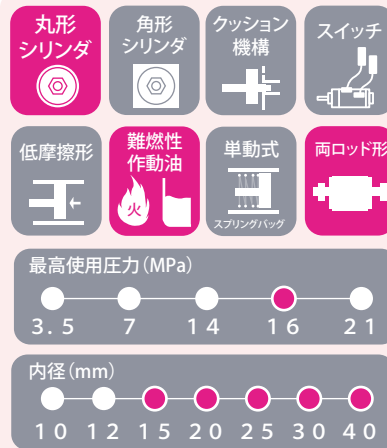 丸形
シリンダ
角形
シリンダ
クッション
機構
スイッチ
低摩擦形
難燃性
作動油
火
単動式
スプリングバッグ
両ロッド形
最高使用圧力(MPa)
3.5 7 14 16 21
内径(mm)
10 12 15 20 25 30 40